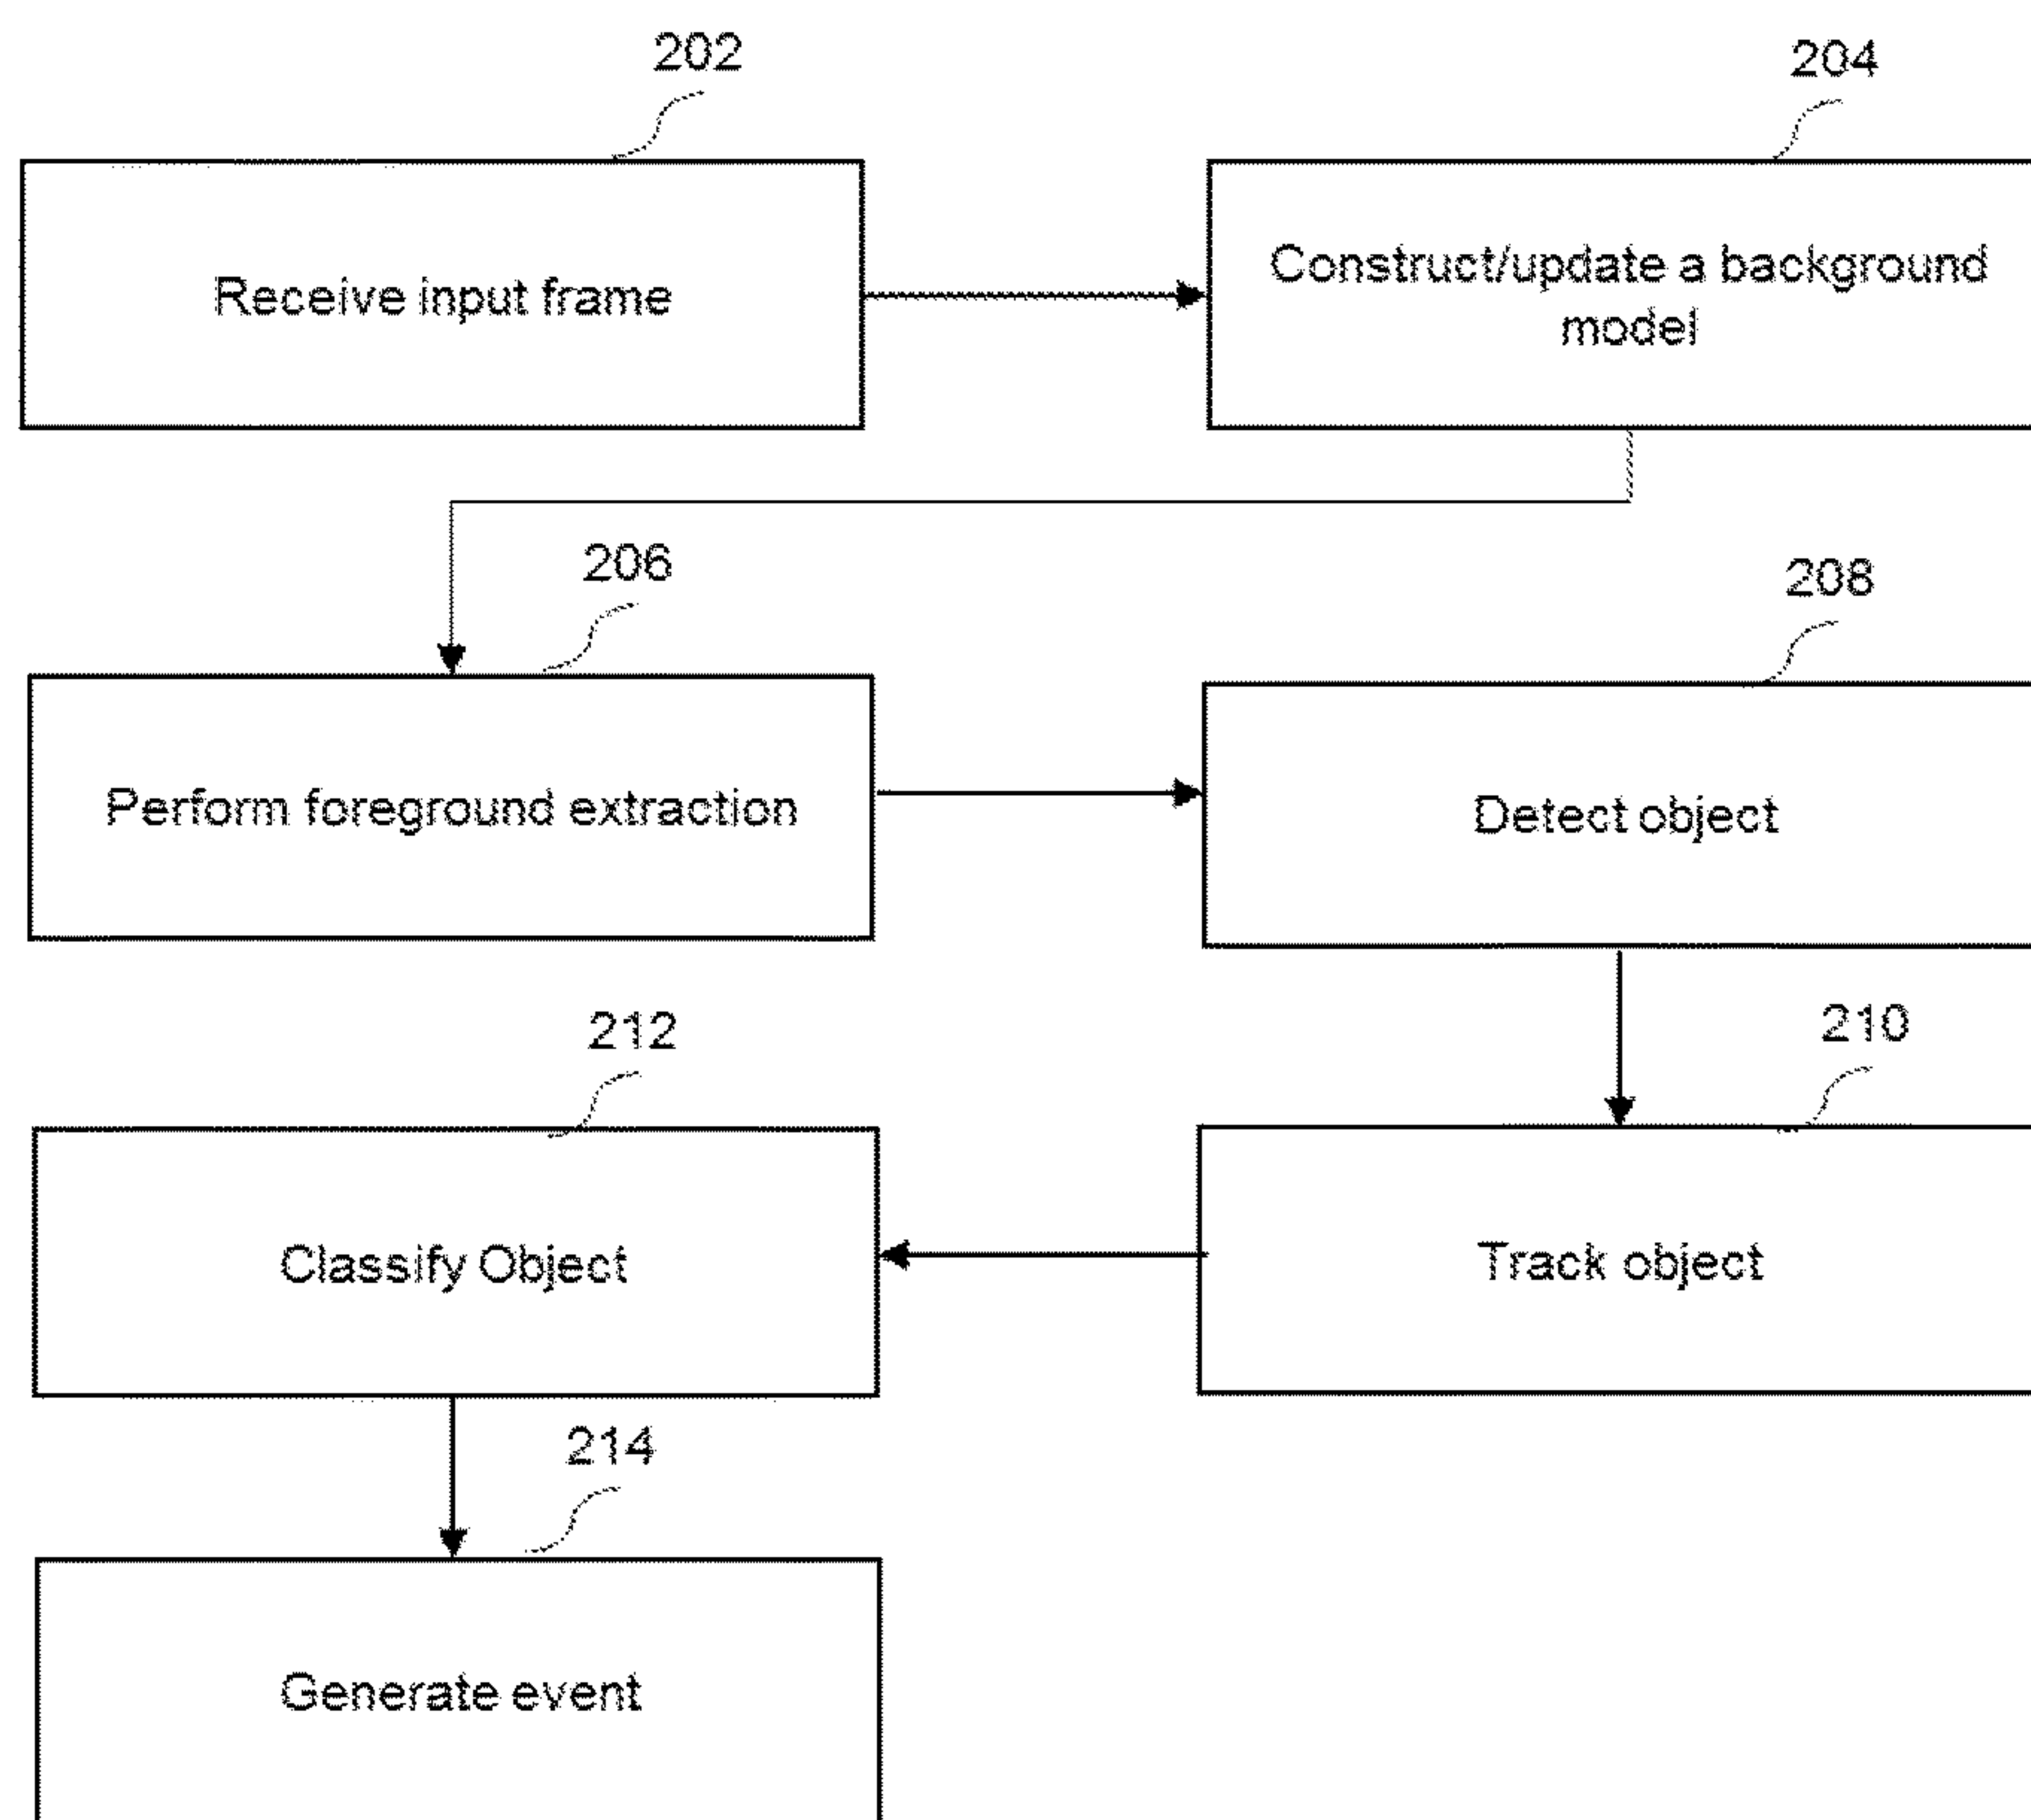 202
Receive input frame
204
Construct/update a background
model
206
Perform foreground extraction
208
Detect object
210
Track object
212
Classify Object
214
Generate event